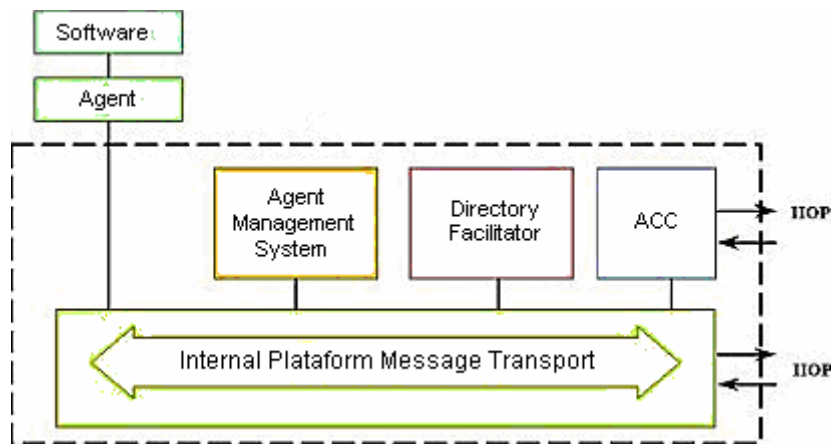 Software
Agent
Agent
Management
System
Directory
Facilitator
ACC
IIOP
Internal Plataform Message Transport
IIOP